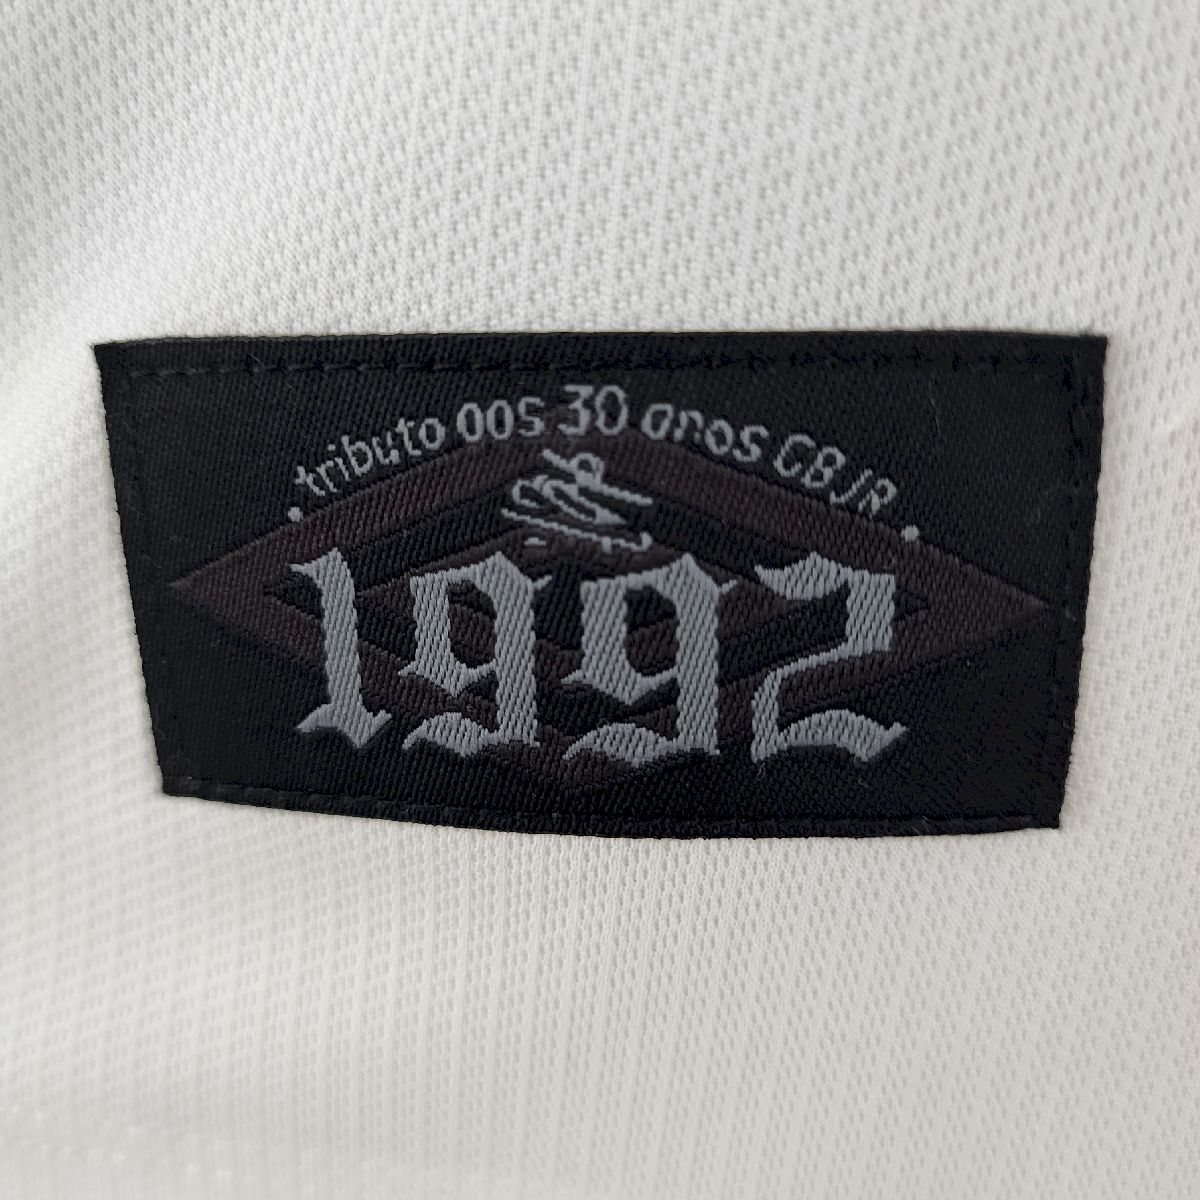 • tributo aos 30 anos CBJR •
1992